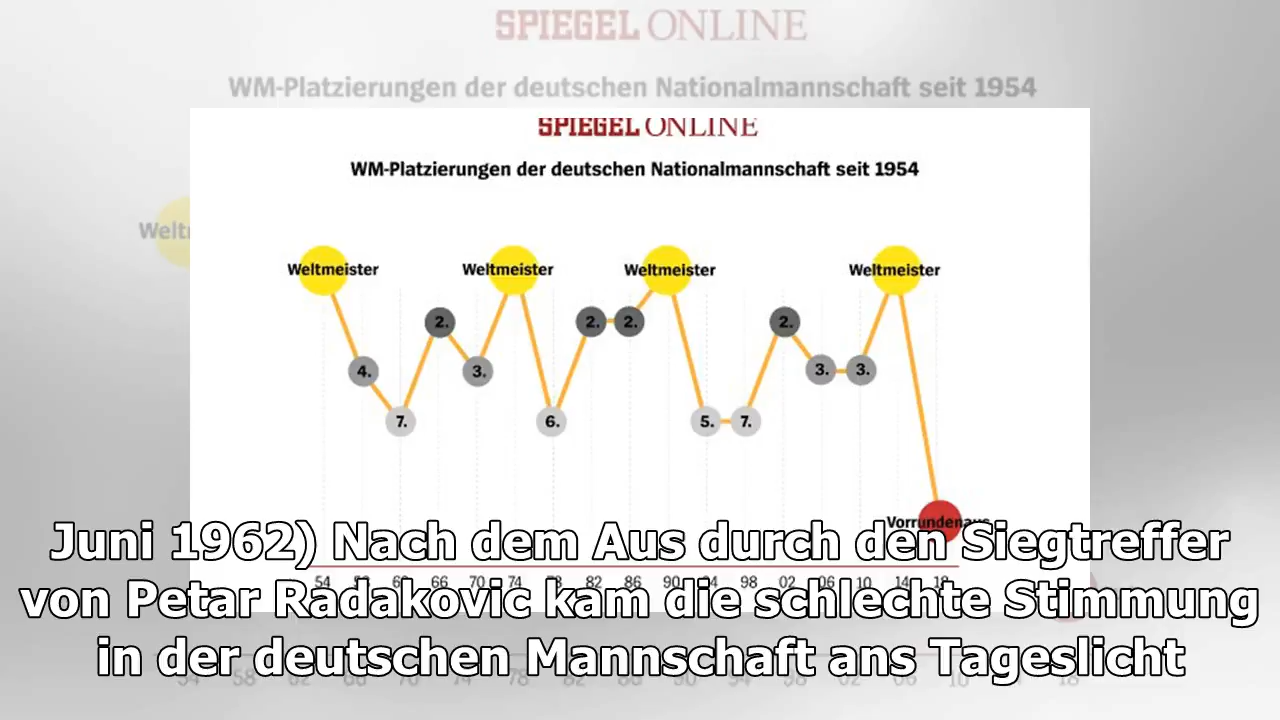 SPIEGEL ONLINE
WM-Platzierungen der deutschen Nationalmannschaft seit 1954
SPIEGEL ONLINE
WM-Platzierungen der deutschen Nationalmannschaft seit 1954
Weltmeister Weltmeister Weltmeister Weltmeister
2. 2. 2. 2.
4. 3. 3. 3.
7. 6. 5. 7.
Vorrundenaus
Juni 1962) Nach dem Aus durch den Siegtreffer
54 66 70 74 82 86 90 98 02 06 10 14 18
von Petar Radakovic kam die schlechte Stimmung
in der deutschen Mannschaft ans Tageslicht